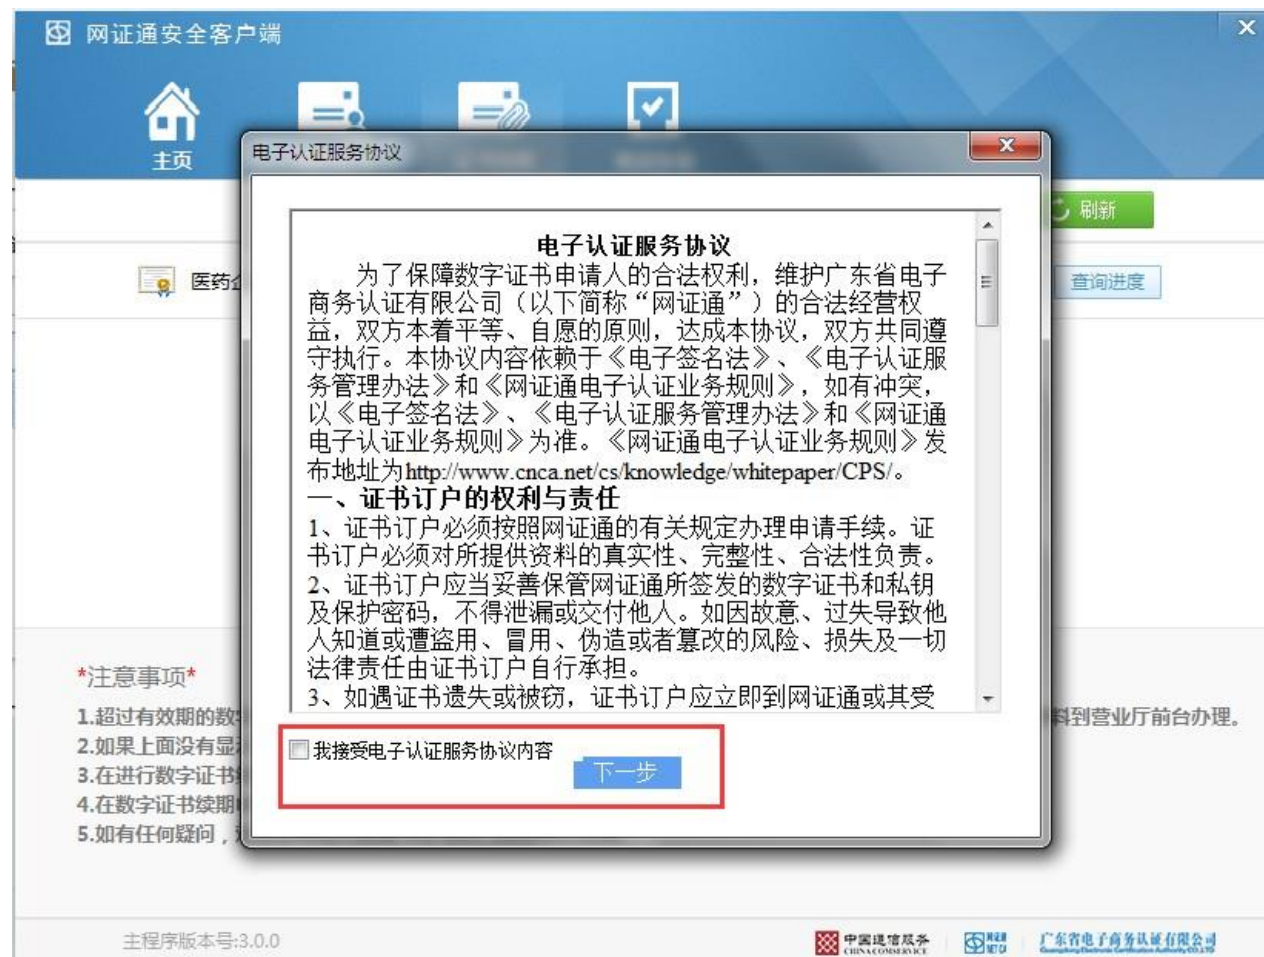 网证通安全客户端
主页
电子认证服务协议
刷新
医药企
查询进度
电子认证服务协议
为了保障数字证书申请人的合法权利，维护广东省电子
商务认证有限公司（以下简称“网证通”）的合法经营权
益，双方本着平等、自愿的原则，达成本协议，双方共同遵
守执行。本协议内容依赖于《电子签名法》、《电子认证服
务管理办法》和《网证通电子认证业务规则》，如有冲突，
以《电子签名法》、《电子认证服务管理办法》和《网证通
电子认证业务规则》为准。《网证通电子认证业务规则》发
布地址为http://www.cnca.net/cs/knowledge/whitepaper/CPS/。
一、证书订户的权利与责任
1、证书订户必须按照网证通的有关规定办理申请手续。证
书订户必须对所提供资料的真实性、完整性、合法性负责。
2、证书订户应当妥善保管网证通所签发的数字证书和私钥
及保护密码，不得泄漏或交付他人。如因故意、过失导致他
人知道或遭盗用、冒用、伪造或者篡改的风险、损失及一切
法律责任由证书订户自行承担。
3、如遇证书遗失或被窃，证书订户应立即到网证通或其受
我接受电子认证服务协议内容
下一步
*注意事项*
1.超过有效期的数
料到营业厅前台办理。
2.如果上面没有显
3.在进行数字证书
4.在数字证书续期
5.如有任何疑问，
主程序版本号:3.0.0
中国通信服务
CHINA COMSERVICE
网证通
NETCA
广东省电子商务认证有限公司